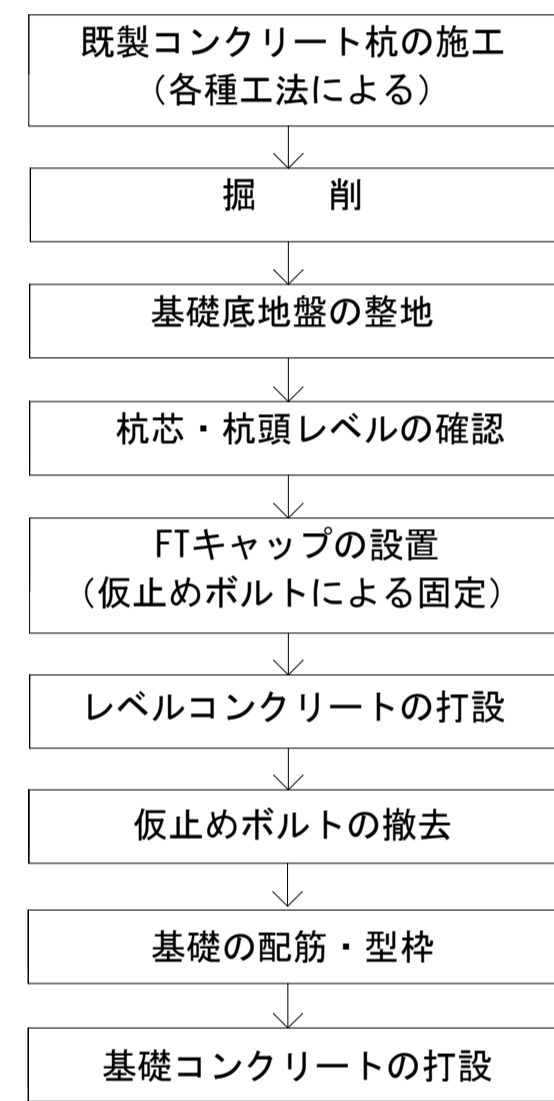 既製コンクリート杭の施工
（各種工法による）
掘　　削
基礎底地盤の整地
杭芯・杭頭レベルの確認
FTキャップの設置
（仮止めボルトによる固定）
レベルコンクリートの打設
仮止めボルトの撤去
基礎の配筋・型枠
基礎コンクリートの打設